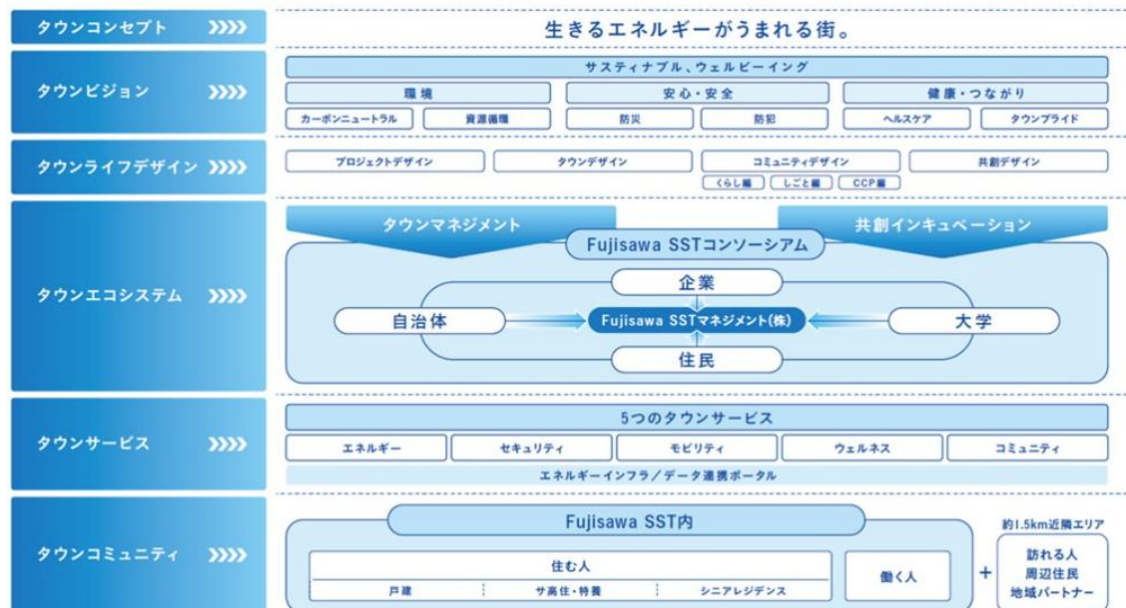 タウンコンセプト
生きるエネルギーがうまれる街。
タウンビジョン
サスティナブル、ウェルビーイング
環境
安心・安全
健康・つながり
カーボンニュートラル
資源循環
防災
防犯
ヘルスケア
タウンプライド
タウンライフデザイン
プロジェクトデザイン
タウンデザイン
コミュニティデザイン
共創デザイン
くらし編
しごと編
CCP編
タウンエコシステム
タウンマネジメント
共創インキュベーション
Fujisawa SSTコンソーシアム
企業
自治体
Fujisawa SSTマネジメント(株)
大学
住民
タウンサービス
5つのタウンサービス
エネルギー
セキュリティ
モビリティ
ウェルネス
コミュニティ
エネルギーインフラ/データ連携ポータル
タウンコミュニティ
Fujisawa SST内
住む人
戸建
サ高住・特養
シニアレジデンス
働く人
+
約1.5km近隣エリア
訪れる人
周辺住民
地域パートナー